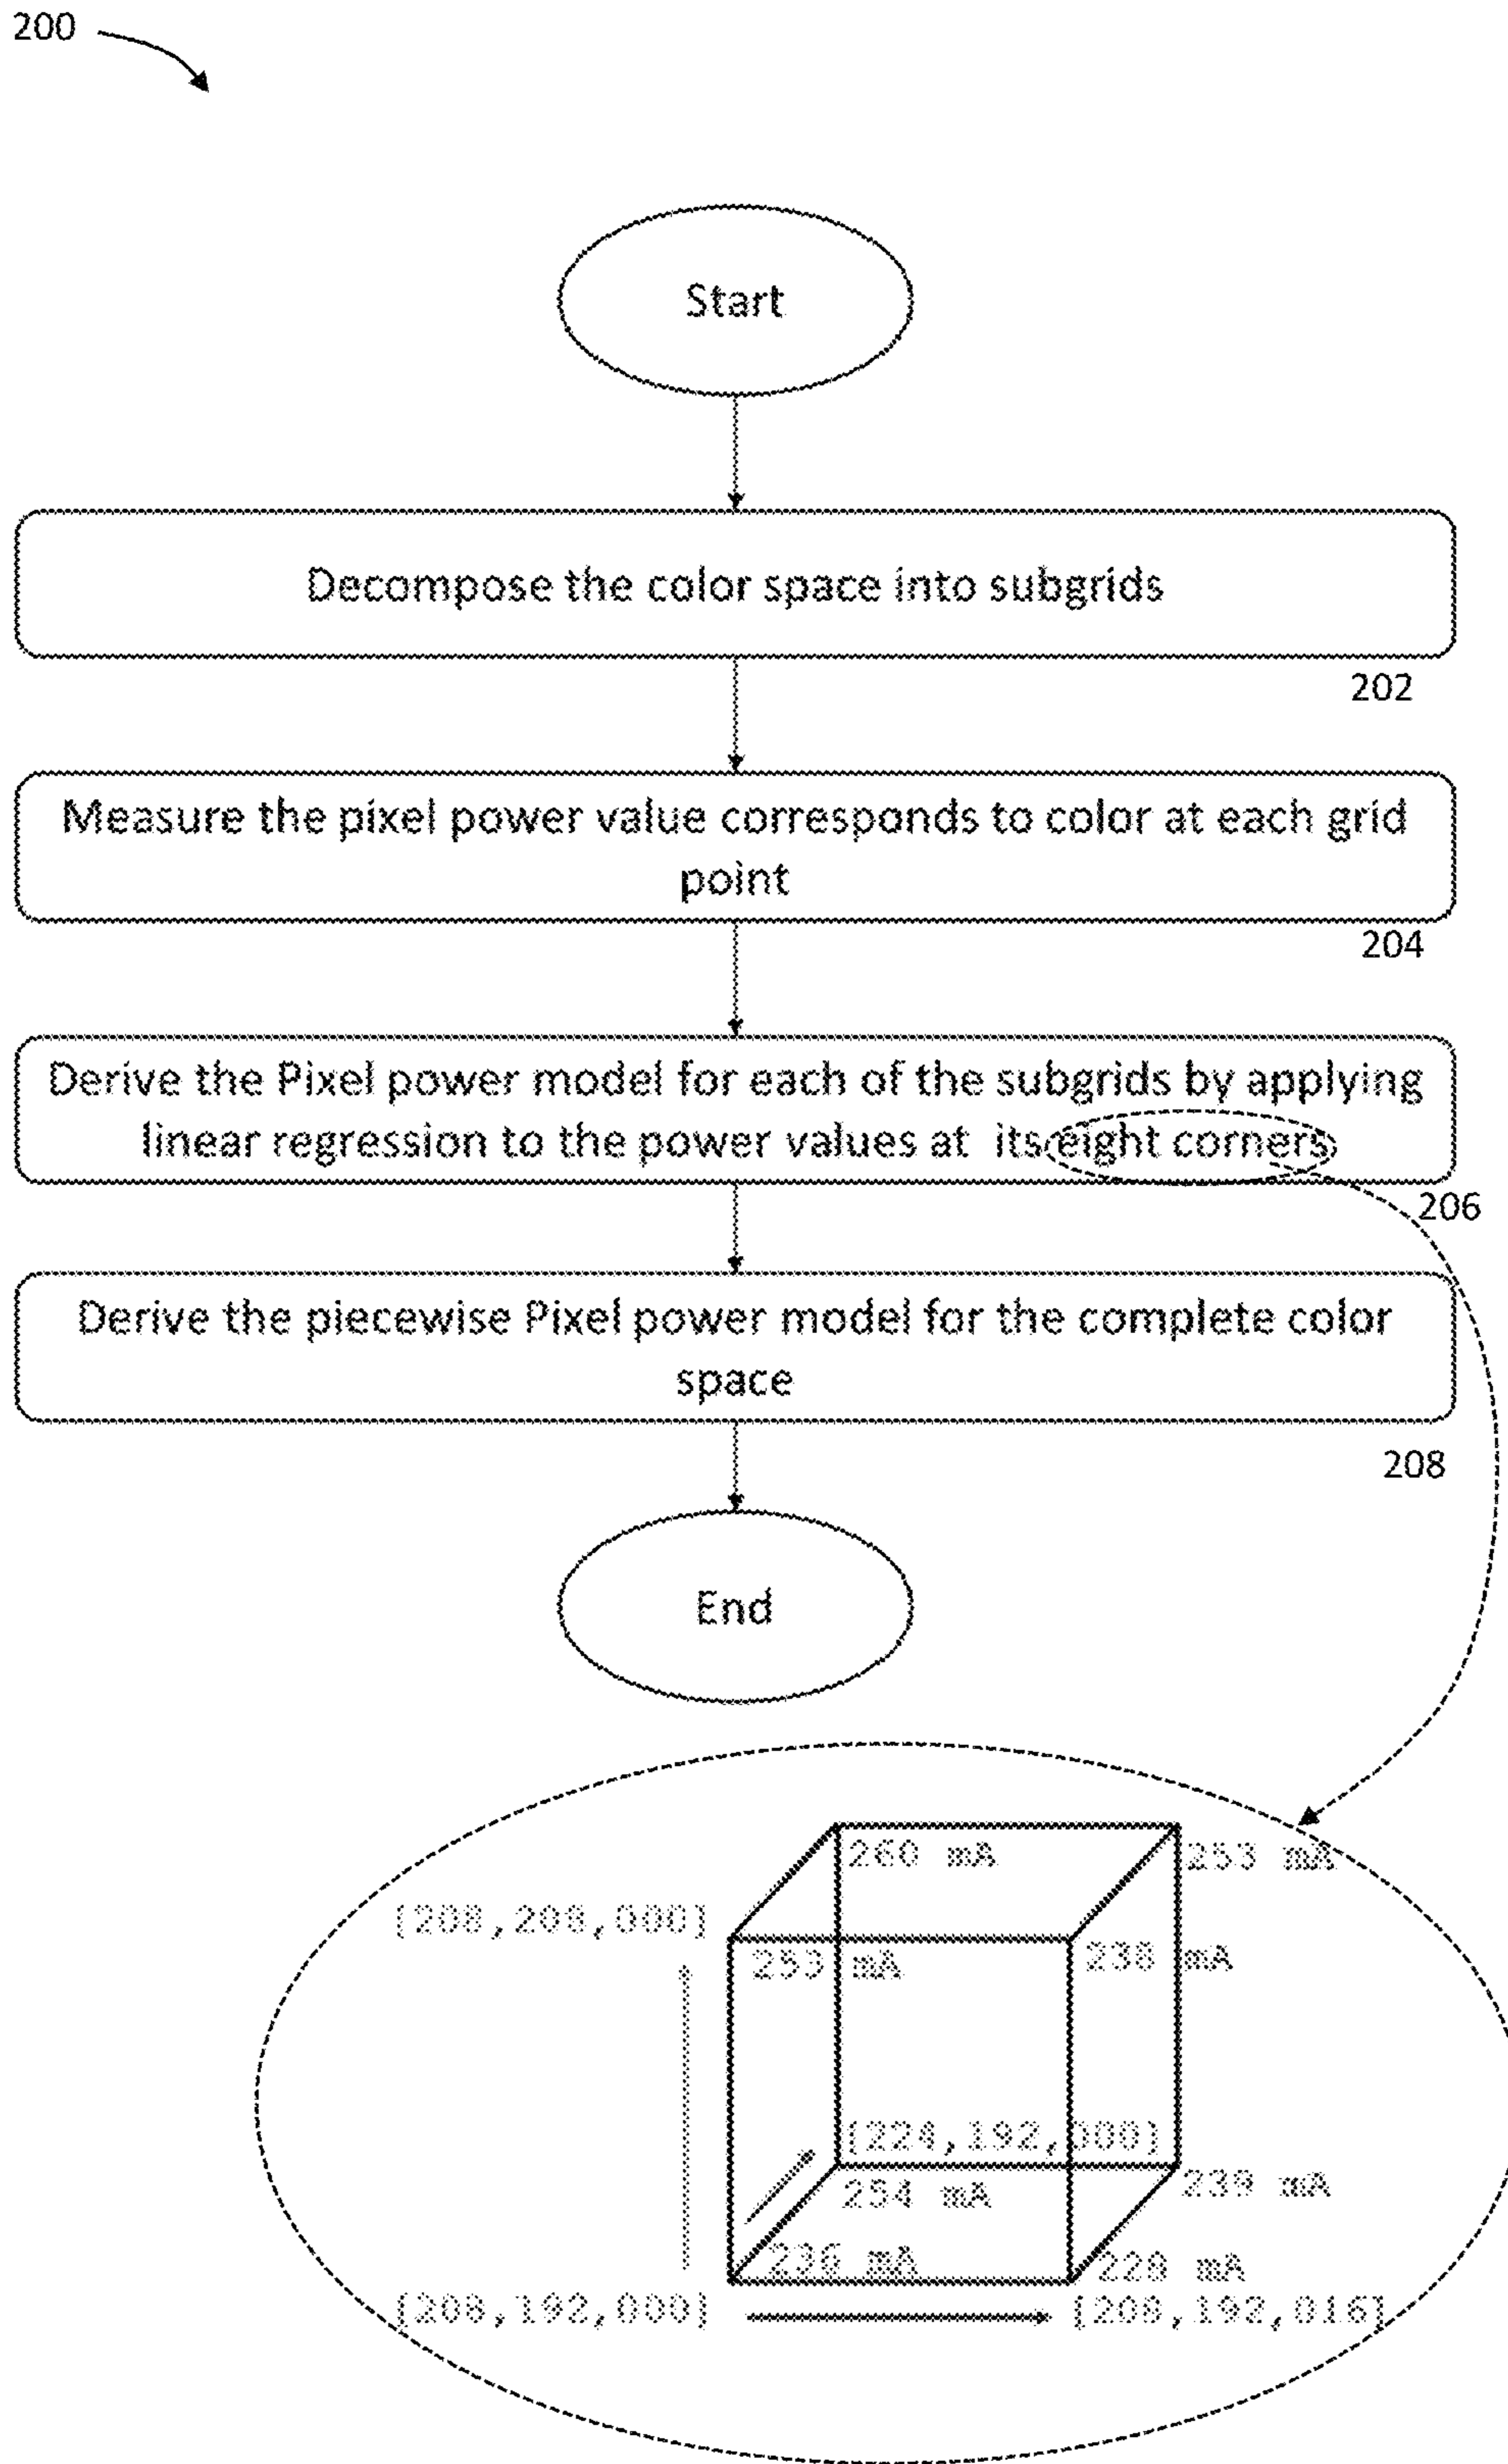 200
Start
Decompose the color space into subgrids
202
Measure the pixel power value corresponds to color at each grid
point
204
Derive the Pixel power model for each of the subgrids by applying
linear regression to the power values at its eight corners
206
Derive the piecewise Pixel power model for the complete color
space
208
End
260 mA
253 mA
[208,208,000]
253 mA
238 mA
[224,192,000]
254 mA
239 mA
236 mA
228 mA
[208,192,000]
[208,192,016]